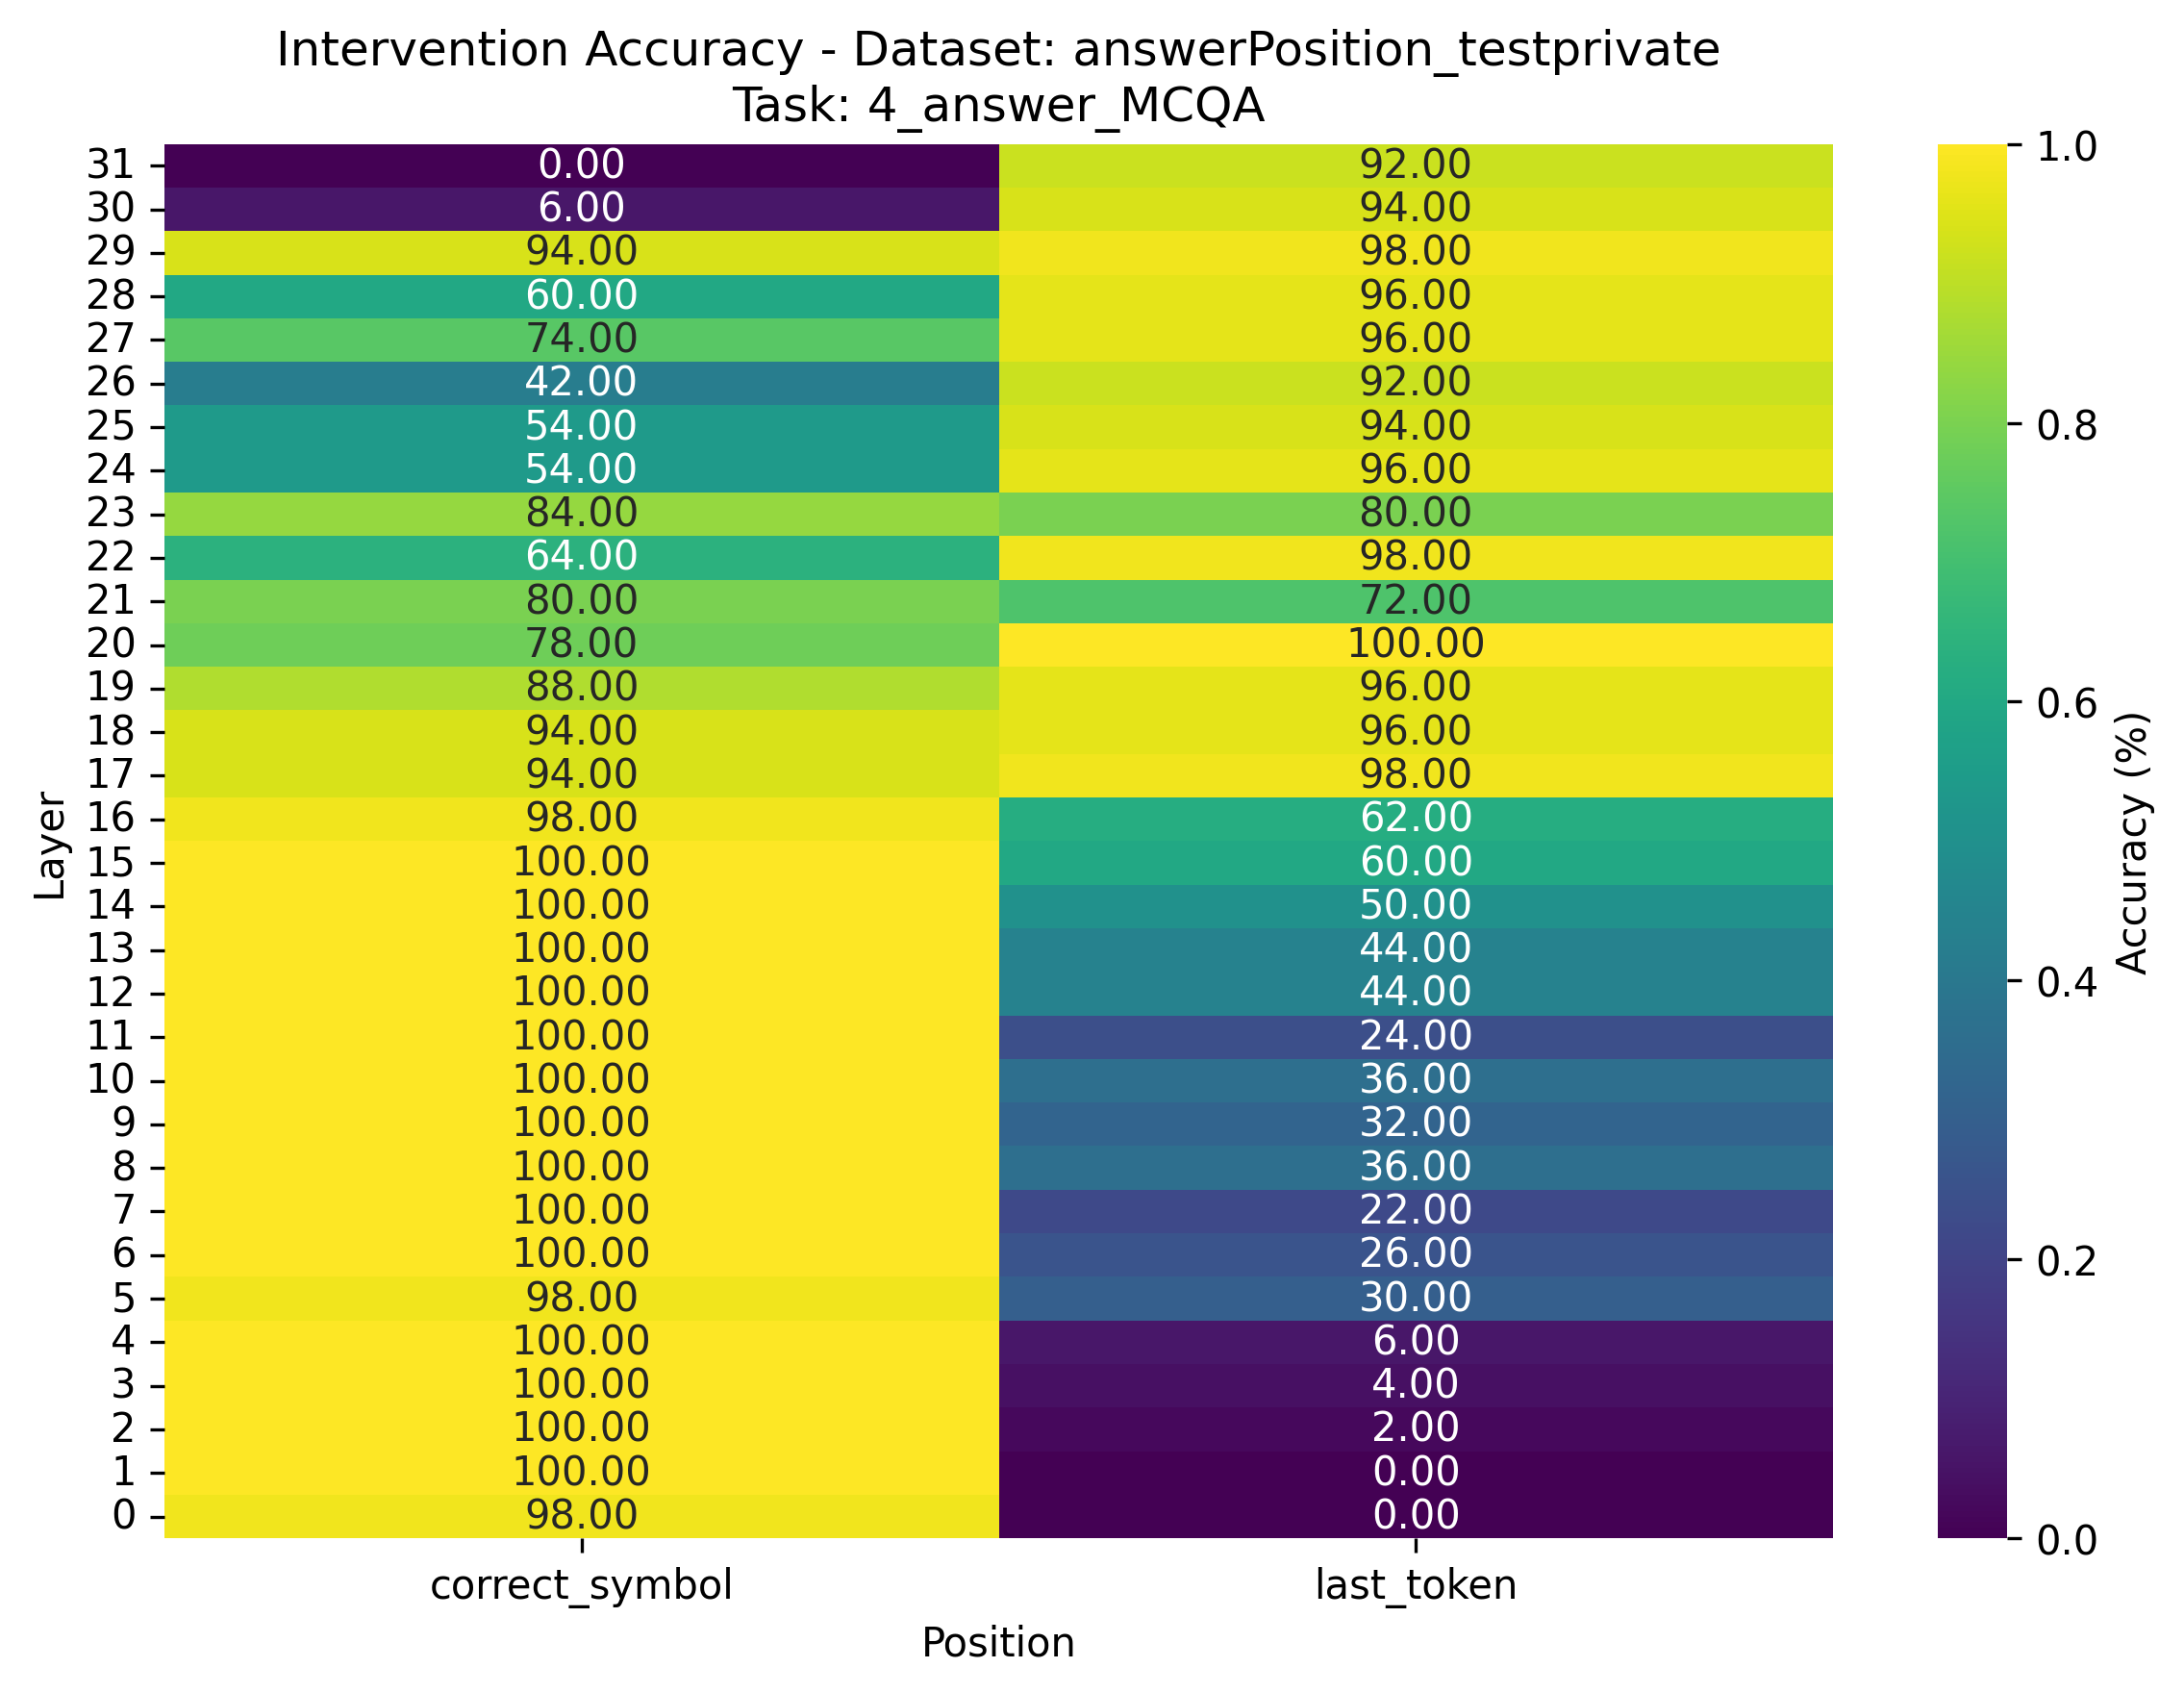 Intervention Accuracy - Dataset: answerPosition_testprivate
Task: 4_answer_MCQA
31 0.00 92.00
30 6.00 94.00
29 94.00 98.00
28 60.00 96.00
27 74.00 96.00
26 42.00 92.00
25 54.00 94.00
24 54.00 96.00
23 84.00 80.00
22 64.00 98.00
21 80.00 72.00
20 78.00 100.00
19 88.00 96.00
18 94.00 96.00
17 94.00 98.00
16 98.00 62.00
15 100.00 60.00
14 100.00 50.00
13 100.00 44.00
12 100.00 44.00
11 100.00 24.00
10 100.00 36.00
9 100.00 32.00
8 100.00 36.00
7 100.00 22.00
6 100.00 26.00
5 98.00 30.00
4 100.00 6.00
3 100.00 4.00
2 100.00 2.00
1 100.00 0.00
0 98.00 0.00
Layer
correct_symbol last_token
Position
1.0
0.8
0.6
0.4
0.2
0.0
Accuracy (%)